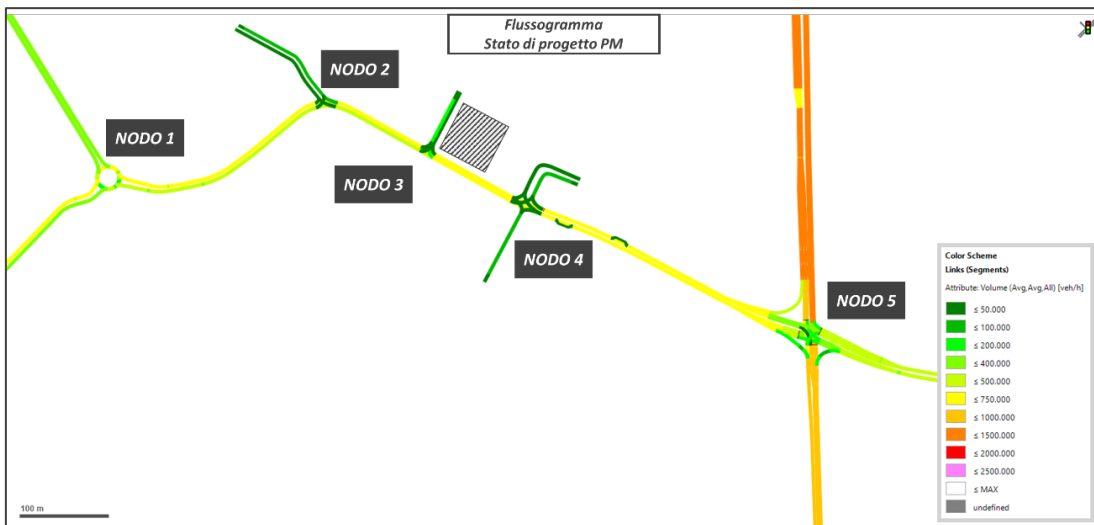 Flussogramma
Stato di progetto PM
NODO 1
NODO 2
NODO 3
NODO 4
NODO 5
Color Scheme
Links (Segments)
Attribute: Volume (Avg,Avg,All) [veh/h]
≤ 50.000
≤ 100.000
≤ 200.000
≤ 400.000
≤ 500.000
≤ 750.000
≤ 1000.000
≤ 1500.000
≤ 2000.000
≤ 2500.000
≤ MAX
undefined
100 m